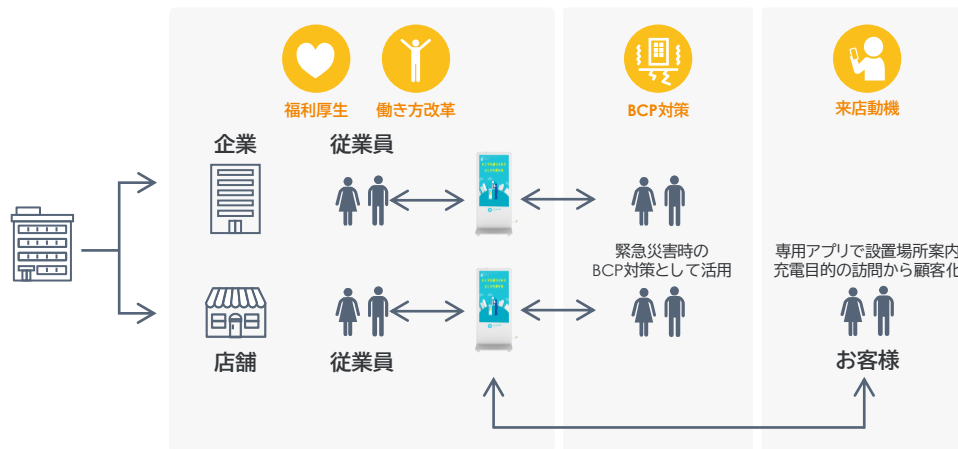 福利厚生
働き方改革
BCP対策
来店動機
企業
従業員
緊急災害時の
BCP対策として活用
専用アプリで設置場所案内
充電目的の訪問から顧客化
店舗
従業員
お客様